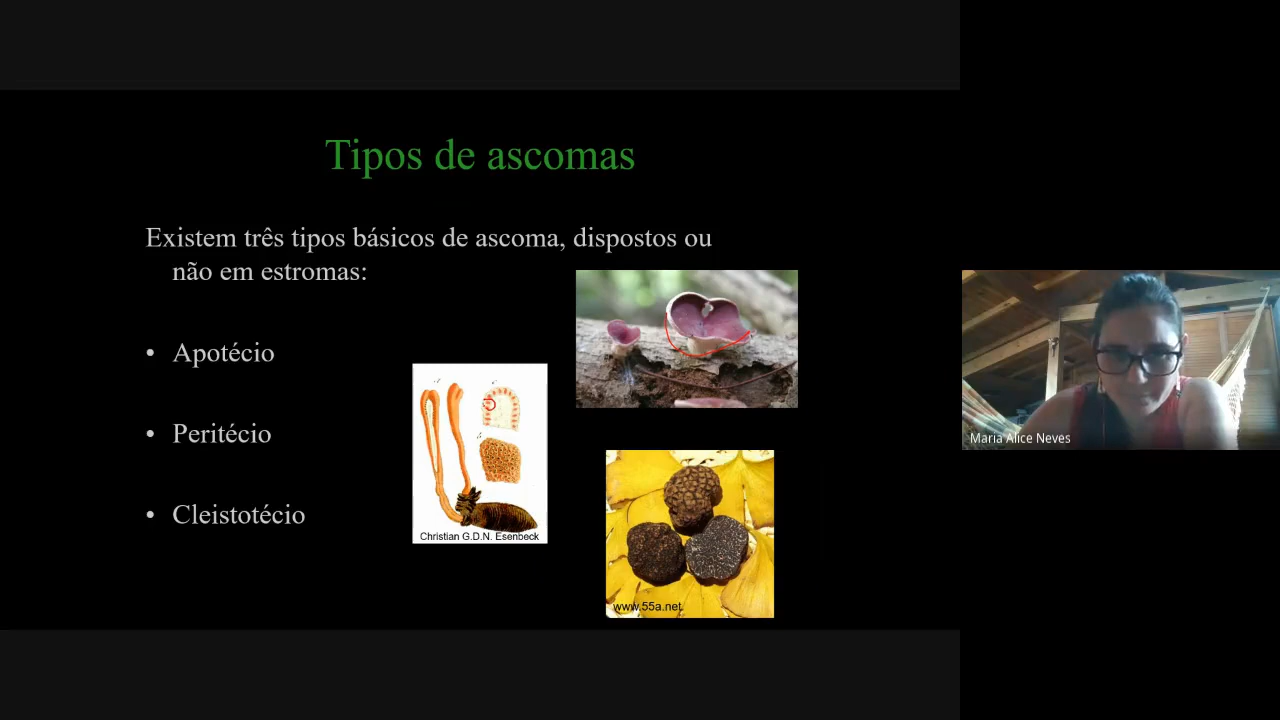 Tipos de ascomas
Existem três tipos básicos de ascoma, dispostos ou
não em estromas:
• Apotécio
• Peritécio
• Cleistotécio
Christian G.D.N. Esenbeck
www.55a.net
Maria Alice Neves